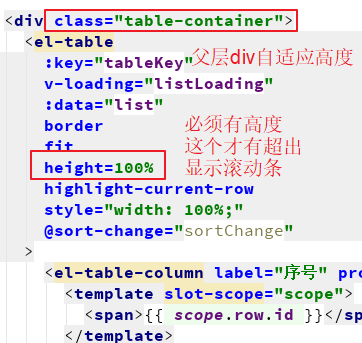 <div class="table-container">
<el-table
:key="tableKey" 父层div自适应高度
v-loading="listLoading"
:data="list"
border 必须有高度
fit 这个才有超出
height=100% 显示滚动条
highlight-current-row
style="width: 100%;"
@sort-change="sortChange"
>
<el-table-column label="序号" pro
<template slot-scope="scope">
<span>{{ scope.row.id }}</sp
</template>